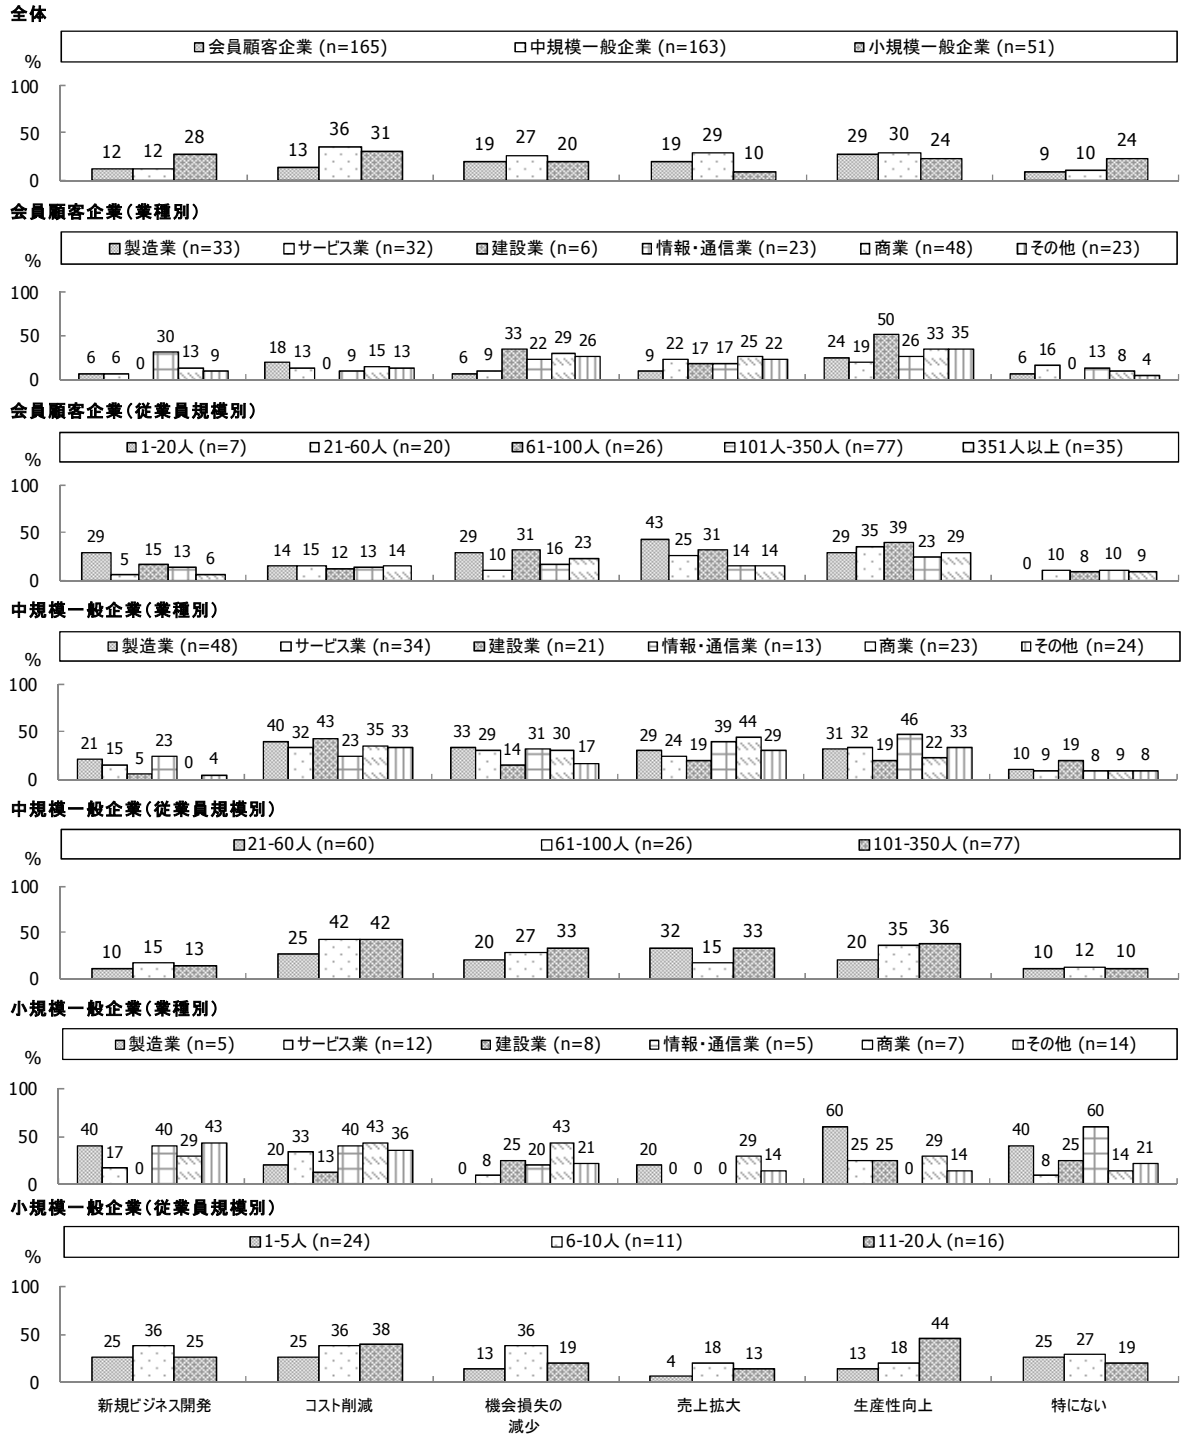 全体
会員顧客企業 (n=165) 中規模一般企業 (n=163) 小規模一般企業 (n=51)
%
100
50
0
12 12 28 13 36 31 19 27 20 19 29 10 29 30 24 9 10 24
会員顧客企業(業種別)
製造業 (n=33) サービス業 (n=32) 建設業 (n=6) 情報・通信業 (n=23) 商業 (n=48) その他 (n=23)
%
100
50
0
6 6 0 30 13 9 18 13 0 9 15 13 6 9 33 22 29 26 9 22 17 17 25 22 24 19 50 26 33 35 6 16 0 13 8 4
会員顧客企業(従業員規模別)
1-20人 (n=7) 21-60人 (n=20) 61-100人 (n=26) 101人-350人 (n=77) 351人以上 (n=35)
%
100
50
0
29 5 15 13 6 14 15 12 13 14 29 10 31 16 23 43 25 31 14 14 29 35 39 23 29 0 10 8 10 9
中規模一般企業(業種別)
製造業 (n=48) サービス業 (n=34) 建設業 (n=21) 情報・通信業 (n=13) 商業 (n=23) その他 (n=24)
%
100
50
0
21 15 5 23 0 4 40 32 43 23 35 33 33 29 14 31 30 17 29 24 19 39 44 29 31 32 19 46 22 33 10 9 19 8 9 8
中規模一般企業(従業員規模別)
21-60人 (n=60) 61-100人 (n=26) 101-350人 (n=77)
%
100
50
0
10 15 13 25 42 42 20 27 33 32 15 33 20 35 36 10 12 10
小規模一般企業(業種別)
製造業 (n=5) サービス業 (n=12) 建設業 (n=8) 情報・通信業 (n=5) 商業 (n=7) その他 (n=14)
%
100
50
0
40 17 0 40 29 43 20 33 13 40 43 36 0 8 25 20 43 21 20 0 0 0 29 14 60 25 25 0 29 14 40 8 25 60 14 21
小規模一般企業(従業員規模別)
1-5人 (n=24) 6-10人 (n=11) 11-20人 (n=16)
%
100
50
0
25 36 25 25 36 38 13 36 19 4 18 13 13 18 44 25 27 19
新規ビジネス開発 コスト削減 機会損失の 売上拡大 生産性向上 特にない
減少